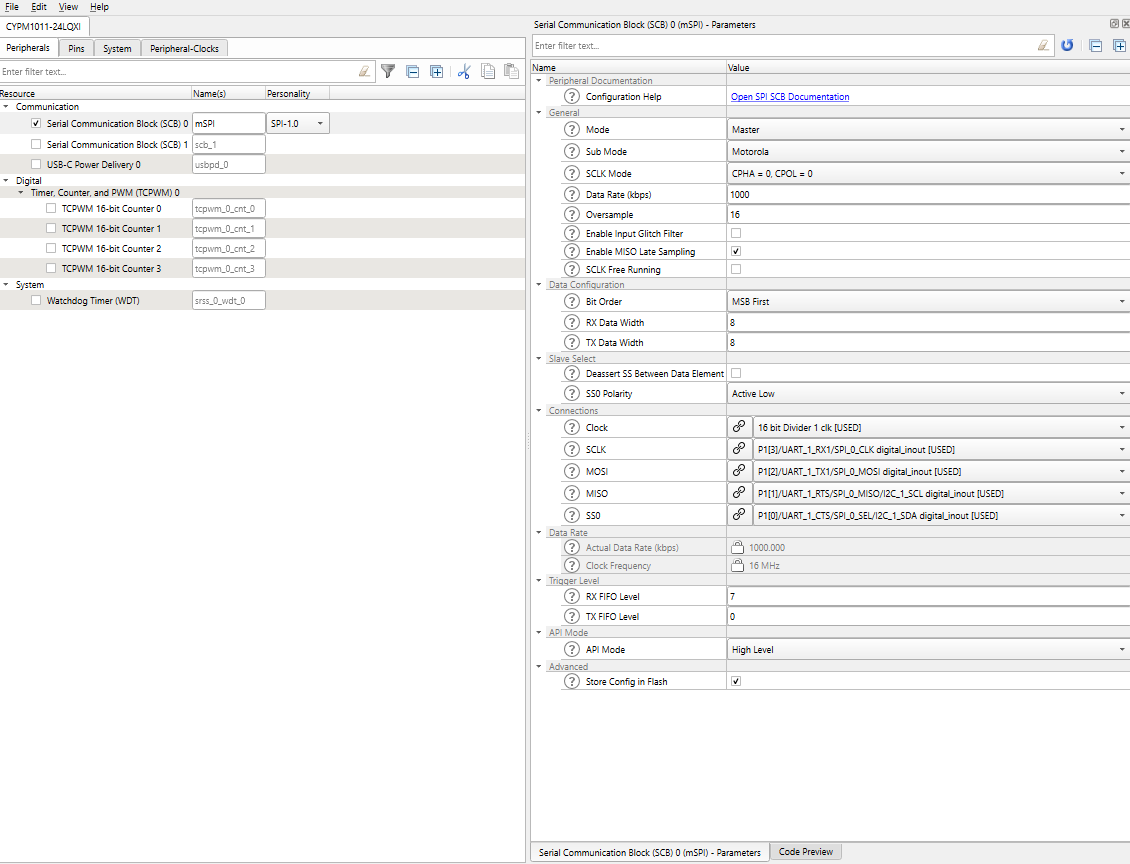 File Edit View Help
CYPM1011-24LQXI
Peripherals Pins System Peripheral-Clocks
Enter filter text...
Resource Name(s) Personality
Communication
Serial Communication Block (SCB) 0 mSPI SPI-1.0
Serial Communication Block (SCB) 1 scb_1
USB-C Power Delivery 0 usbpd_0
Digital
Timer, Counter, and PWM (TCPWM) 0
TCPWM 16-bit Counter 0 tcpwm_0_cnt_0
TCPWM 16-bit Counter 1 tcpwm_0_cnt_1
TCPWM 16-bit Counter 2 tcpwm_0_cnt_2
TCPWM 16-bit Counter 3 tcpwm_0_cnt_3
System
Watchdog Timer (WDT) srss_0_wdt_0
Serial Communication Block (SCB) 0 (mSPI) - Parameters
Enter filter text...
Name Value
Peripheral Documentation
? Configuration Help Open SPI SCB Documentation
General
? Mode Master
? Sub Mode Motorola
? SCLK Mode CPHA = 0, CPOL = 0
? Data Rate (kbps) 1000
? Oversample 16
? Enable Input Glitch Filter
? Enable MISO Late Sampling
? SCLK Free Running
Data Configuration
? Bit Order MSB First
? RX Data Width 8
? TX Data Width 8
Slave Select
? Deassert SS Between Data Element
? SS0 Polarity Active Low
Connections
? Clock 16 bit Divider 1 clk [USED]
? SCLK P1[3]/UART_1_RX1/SPI_0_CLK digital_inout [USED]
? MOSI P1[2]/UART_1_TX1/SPI_0_MOSI digital_inout [USED]
? MISO P1[1]/UART_1_RTS/SPI_0_MISO/I2C_1_SCL digital_inout [USED]
? SS0 P1[0]/UART_1_CTS/SPI_0_SEL/I2C_1_SDA digital_inout [USED]
Data Rate
? Actual Data Rate (kbps) 1000.000
? Clock Frequency 16 MHz
Trigger Level
? RX FIFO Level 7
? TX FIFO Level 0
API Mode
? API Mode High Level
Advanced
? Store Config in Flash
Serial Communication Block (SCB) 0 (mSPI) - Parameters Code Preview